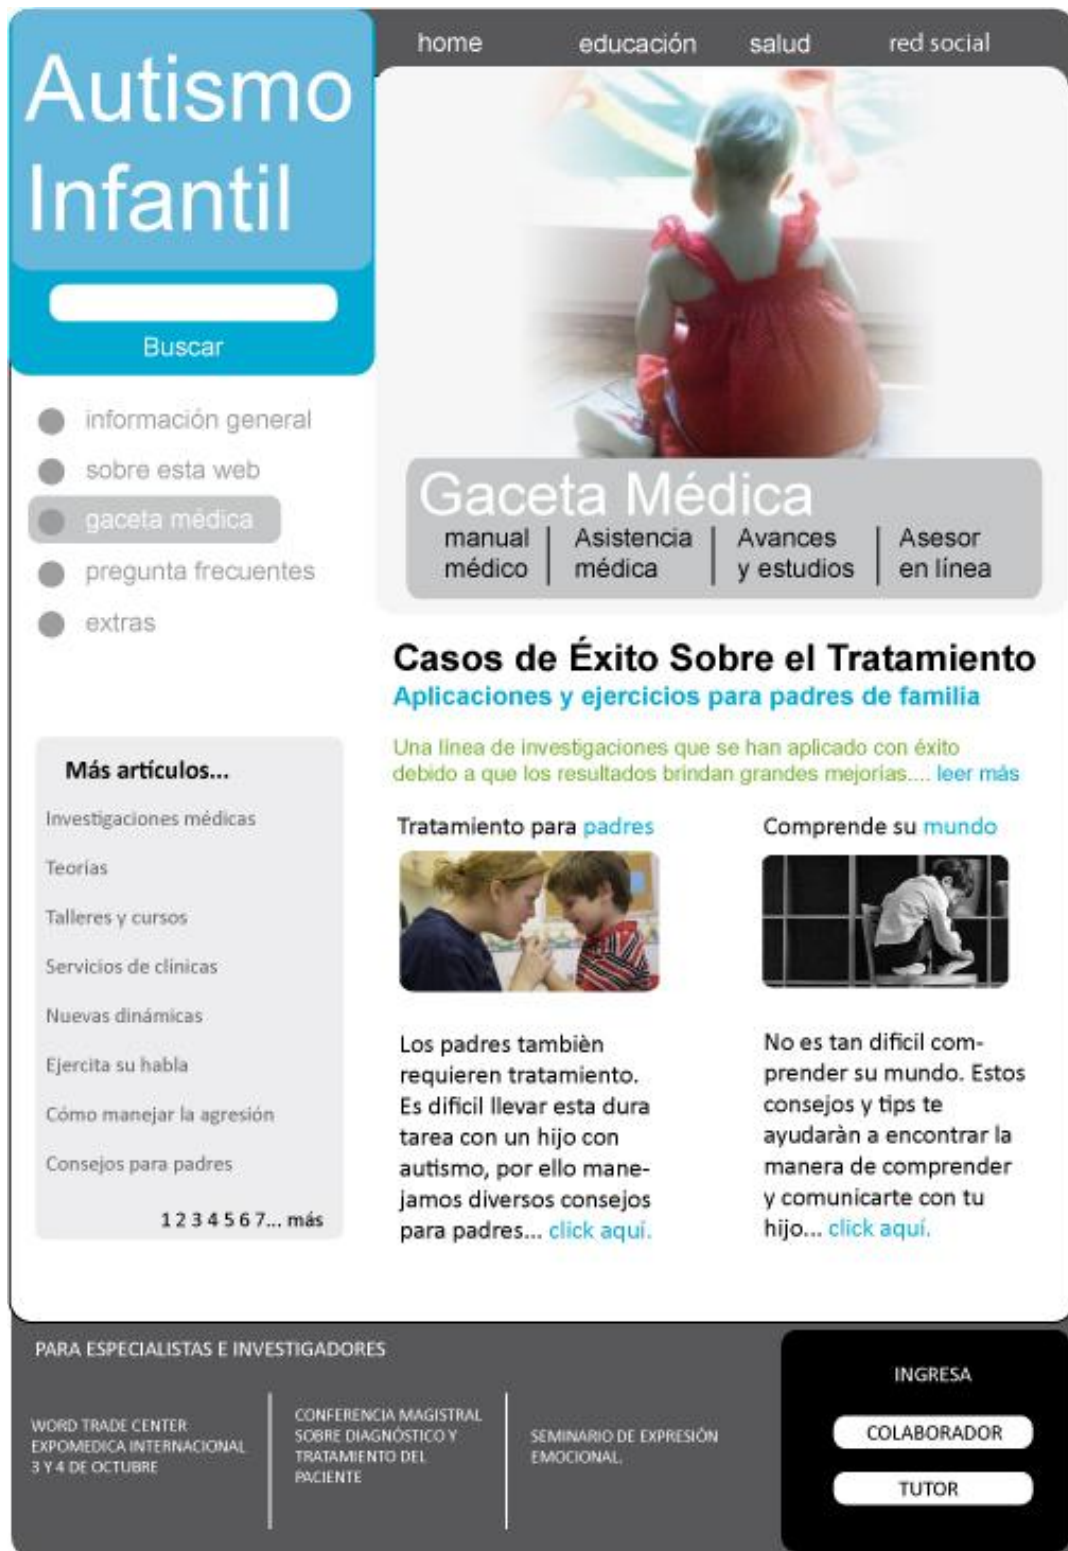 Autismo
Infantil
Buscar
home
educación
salud
red social
información general
sobre esta web
gaceta médica
pregunta frecuentes
extras
Gaceta Médica
manual
médico
Asistencia
médica
Avances
y estudios
Asesor
en línea
Casos de Éxito Sobre el Tratamiento
Aplicaciones y ejercicios para padres de familia
Una línea de investigaciones que se han aplicado con éxito
debido a que los resultados brindan grandes mejorías.... leer más
Más artículos...
Investigaciones médicas
Teorías
Talleres y cursos
Servicios de clínicas
Nuevas dinámicas
Ejercita su habla
Cómo manejar la agresión
Consejos para padres
1 2 3 4 5 6 7... más
Tratamiento para padres
Los padres tambièn
requieren tratamiento.
Es dificil llevar esta dura
tarea con un hijo con
autismo, por ello mane-
jamos diversos consejos
para padres... click aquí.
Comprende su mundo
No es tan dificil com-
prender su mundo. Estos
consejos y tips te
ayudaràn a encontrar la
manera de comprender
y comunicarte con tu
hijo... click aquí.
PARA ESPECIALISTAS E INVESTIGADORES
WORD TRADE CENTER
EXPOMEDICA INTERNACIONAL
3 Y 4 DE OCTUBRE
CONFERENCIA MAGISTRAL
SOBRE DIAGNÓSTICO Y
TRATAMIENTO DEL
PACIENTE
SEMINARIO DE EXPRESIÓN
EMOCIONAL.
INGRESA
COLABORADOR
TUTOR